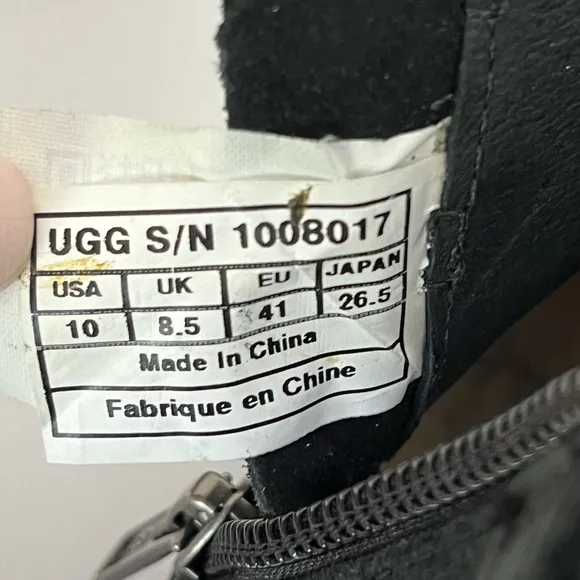 UGG S/N 1008017
USA UK EU JAPAN
10 8.5 41 26.5
Made In China
Fabrique en Chine